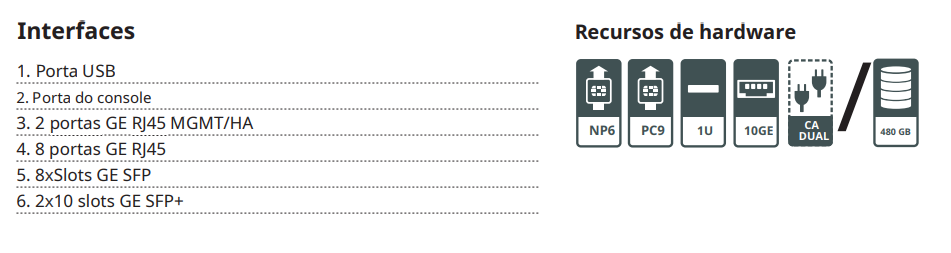 Interfaces
1. Porta USB
2. Porta do console
3. 2 portas GE RJ45 MGMT/HA
4. 8 portas GE RJ45
5. 8xSlots GE SFP
6. 2x10 slots GE SFP+
Recursos de hardware
NP6
PC9
1U
10GE
CA
DUAL
/
480 GB